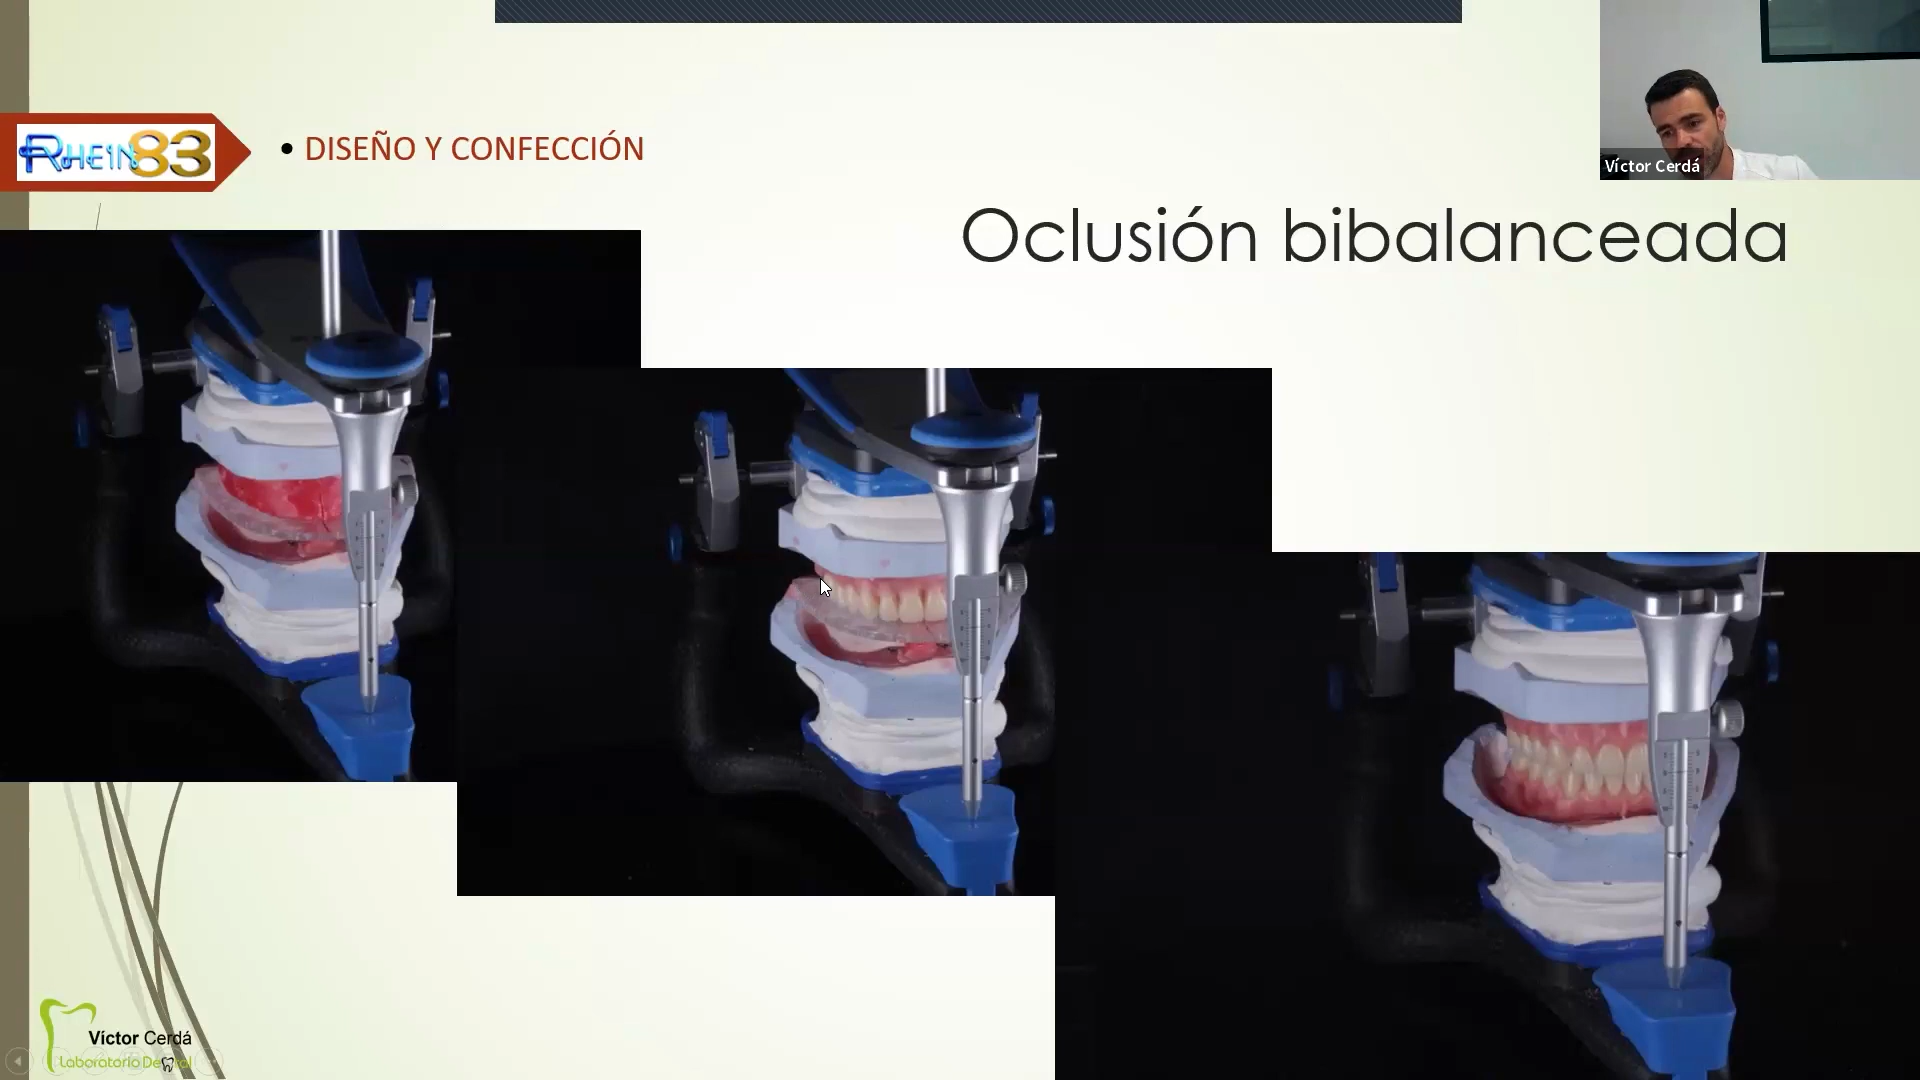 RHEIN83
• DISEÑO Y CONFECCIÓN
Víctor Cerdá
Oclusión bibalanceada
Víctor Cerdá
Laboratorio Dental